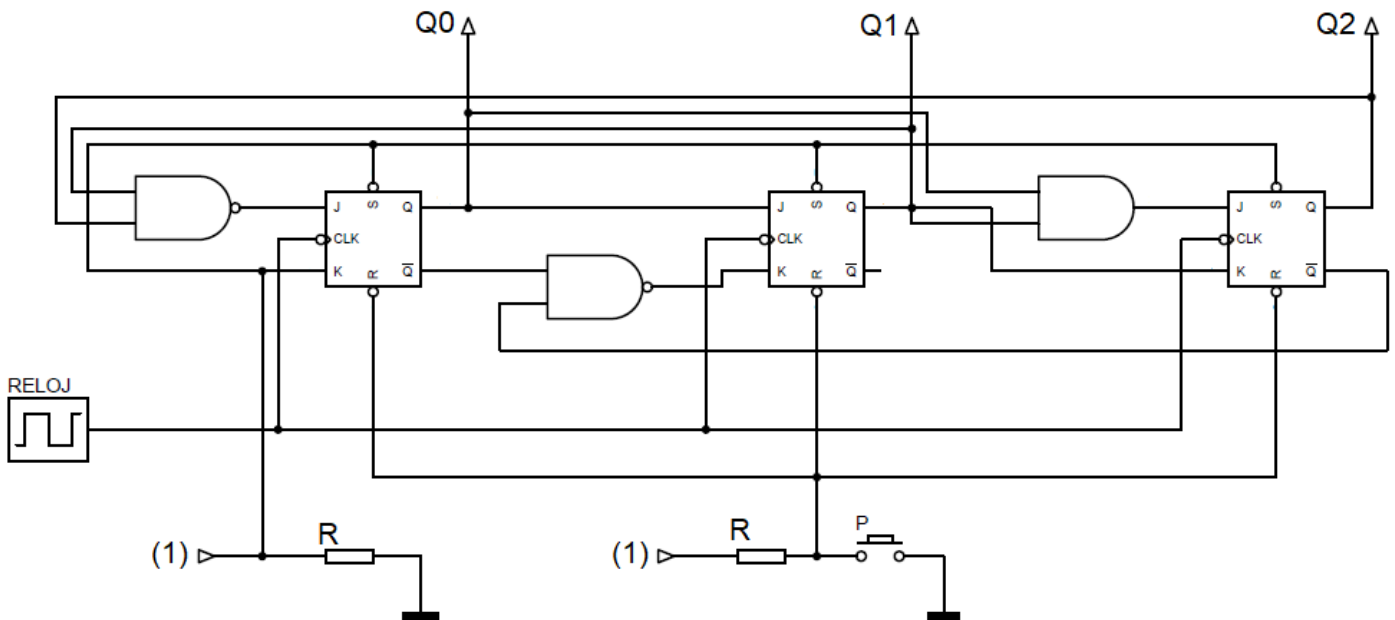 Q0
Q1
Q2
J
S
Q
CLK
K
R
Q̅
J
S
Q
CLK
K
R
Q̅
J
S
Q
CLK
K
R
Q̅
RELOJ
(1)
R
(1)
R
P